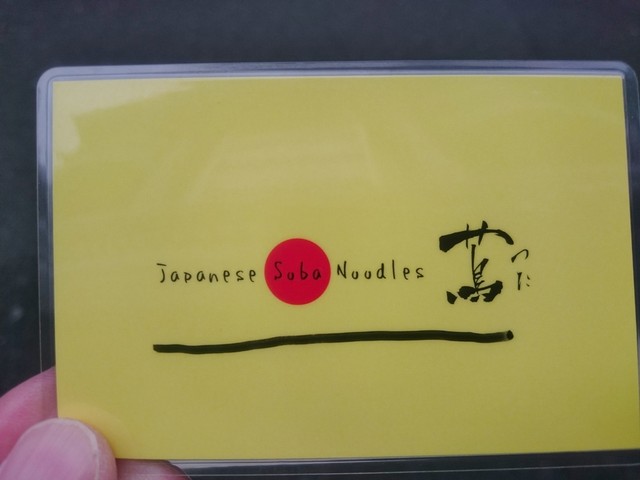 Japanese Soba Noodles 蔦
つた